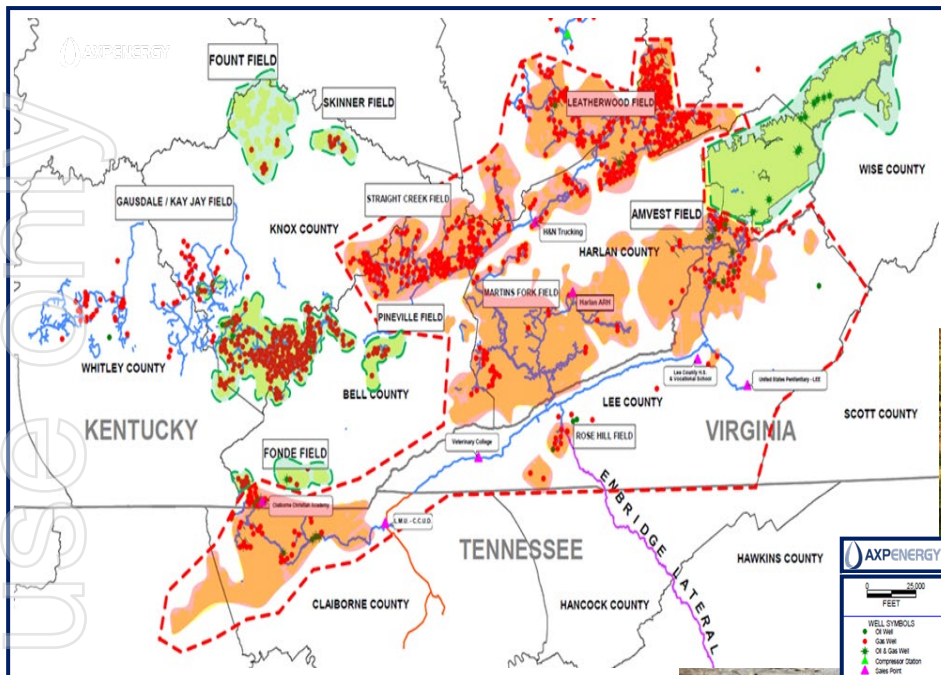 AXPENERGY
FOUNT FIELD
SKINNER FIELD
LEATHERWOOD FIELD
WISE COUNTY
GAUSDALE / KAY JAY FIELD
STRAIGHT CREEK FIELD
KNOX COUNTY
AMVEST FIELD
H&N Trucking
HARLAN COUNTY
MARTINS FORK FIELD
Harlan ARH
PINEVILLE FIELD
WHITLEY COUNTY
BELL COUNTY
Lee County H.S.
& Vocational School
United States Penitentiary - LEE
LEE COUNTY
SCOTT COUNTY
KENTUCKY
VIRGINIA
Veterinary College
ROSE HILL FIELD
FONDE FIELD
Claiborne Christian Academy
L.M.U. - C.C.U.D.
ENBRIDGE LATERAL
TENNESSEE
HAWKINS COUNTY
CLAIBORNE COUNTY
HANCOCK COUNTY
AXPENERGY
0 25,000
FEET
WELL SYMBOLS
Oil Well
Gas Well
Oil & Gas Well
Compressor Station
Sales Point
use only